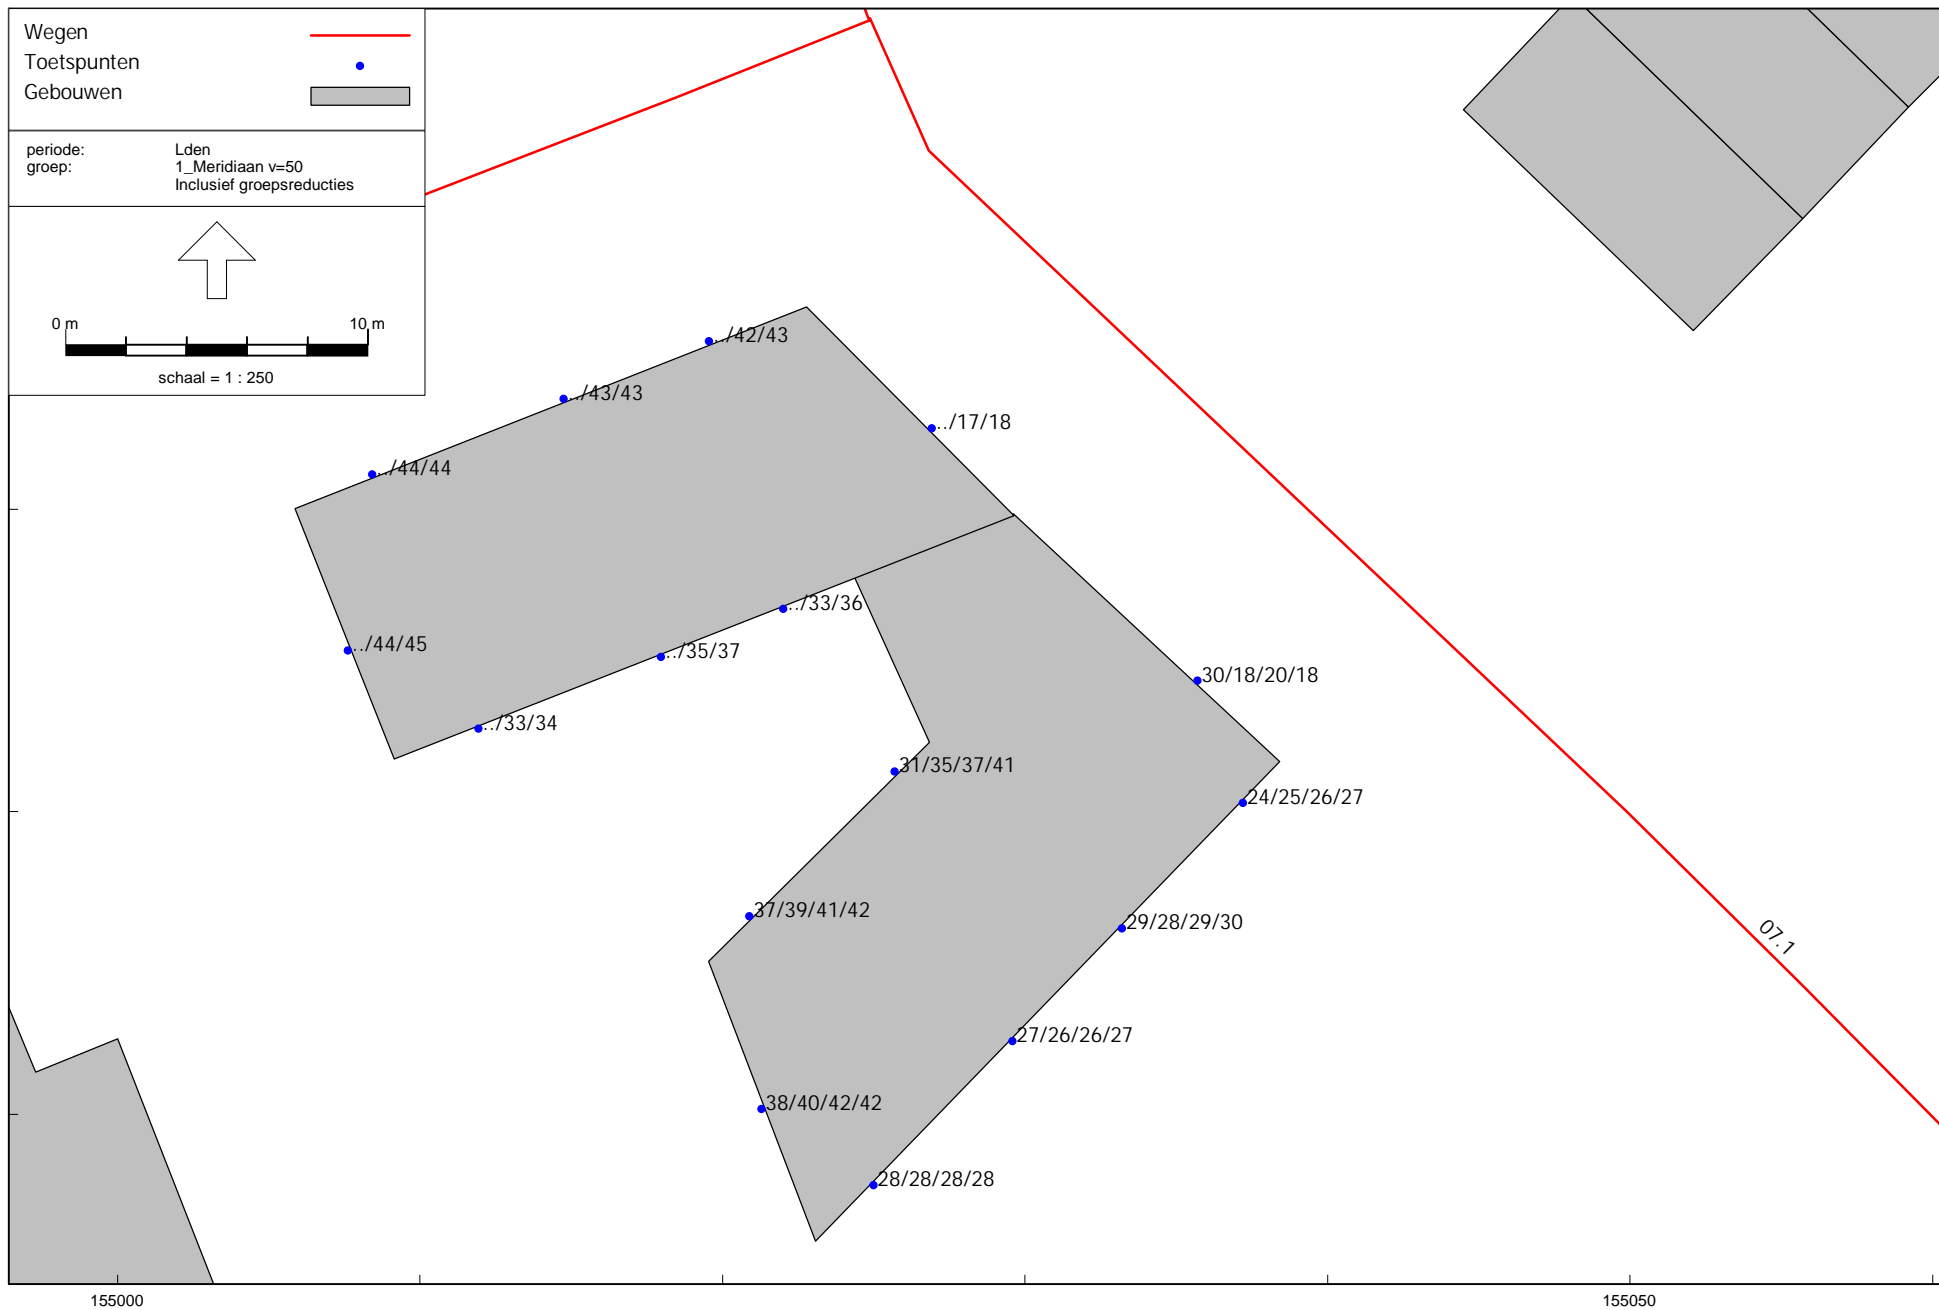 Wegen
Toetspunten
Gebouwen
periode: Lden
groep: 1_Meridiaan v=50
Inclusief groepsreducties
0 m 10 m
schaal = 1 : 250
../42/43
../43/43
../17/18
../44/44
../33/36
../44/45
../35/37
30/18/20/18
../33/34
31/35/37/41
24/25/26/27
37/39/41/42
29/28/29/30
07.1
27/26/26/27
38/40/42/42
28/28/28/28
155000 155050